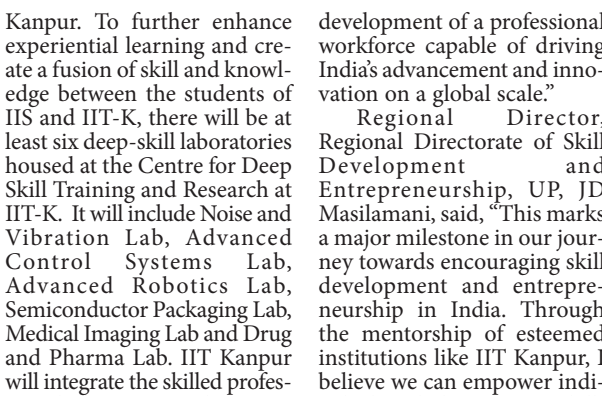 Kanpur. To further enhance
experiential learning and cre-
ate a fusion of skill and knowl-
edge between the students of
IIS and IIT-K, there will be at
least six deep-skill laboratories
housed at the Centre for Deep
Skill Training and Research at
IIT-K. It will include Noise and
Vibration Lab, Advanced
Control Systems Lab,
Advanced Robotics Lab,
Semiconductor Packaging Lab,
Medical Imaging Lab and Drug
and Pharma Lab. IIT Kanpur
will integrate the skilled profes-
development of a professional
workforce capable of driving
India's advancement and inno-
vation on a global scale.”
Regional Director,
Regional Directorate of Skill
Development and
Entrepreneurship, UP, JD
Masilamani, said, “This marks
a major milestone in our jour-
ney towards encouraging skill
development and entrepre-
neurship in India. Through
the mentorship of esteemed
institutions like IIT Kanpur, I
believe we can empower indi-